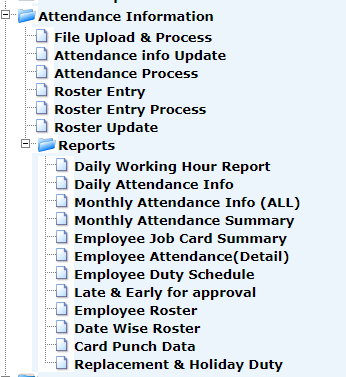 Attendance Information
File Upload & Process
Attendance info Update
Attendance Process
Roster Entry
Roster Entry Process
Roster Update
Reports
Daily Working Hour Report
Daily Attendance Info
Monthly Attendance Info (ALL)
Monthly Attendance Summary
Employee Job Card Summary
Employee Attendance(Detail)
Employee Duty Schedule
Late & Early for approval
Employee Roster
Date Wise Roster
Card Punch Data
Replacement & Holiday Duty